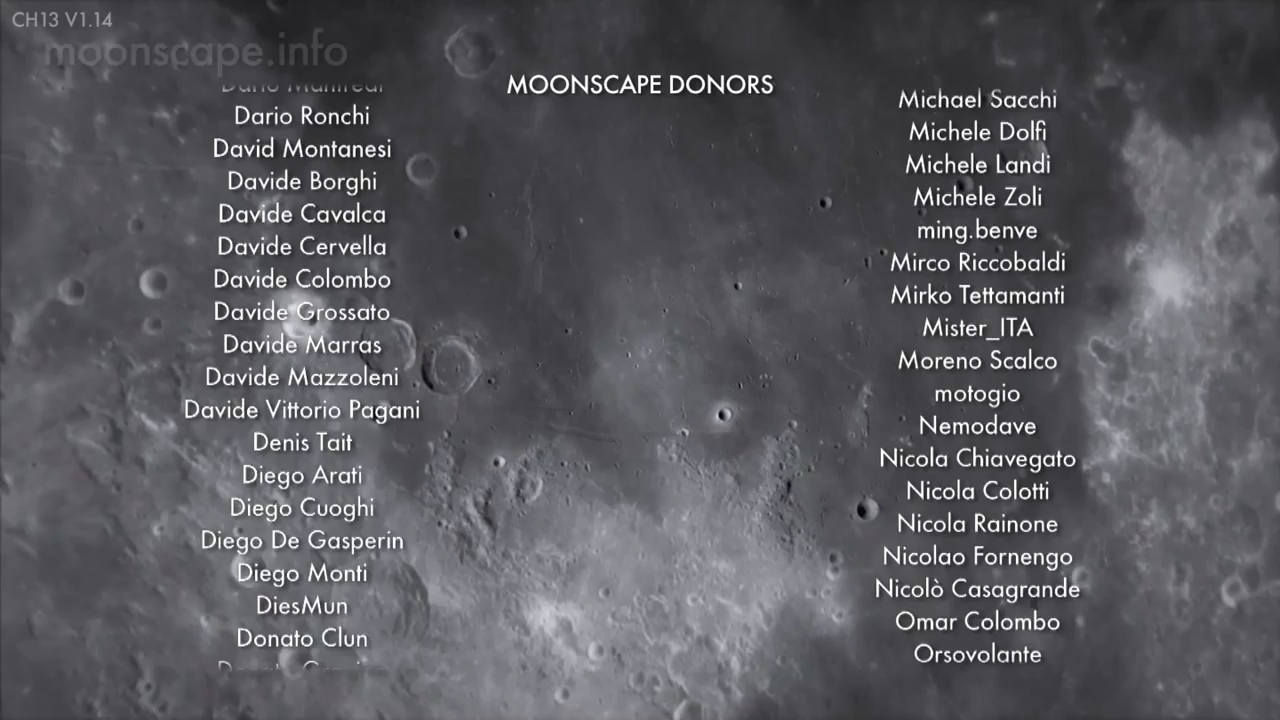 CH13 V1.14
moonscape.info
MOONSCAPE DONORS
Dario Manfredi
Dario Ronchi
David Montanesi
Davide Borghi
Davide Cavalca
Davide Cervella
Davide Colombo
Davide Grossato
Davide Marras
Davide Mazzoleni
Davide Vittorio Pagani
Denis Tait
Diego Arati
Diego Cuoghi
Diego De Gasperin
Diego Monti
DiesMun
Donato Clun
Michael Sacchi
Michele Dolfi
Michele Landi
Michele Zoli
ming.benve
Mirco Riccobaldi
Mirko Tettamanti
Mister_ITA
Moreno Scalco
motogio
Nemodave
Nicola Chiavegato
Nicola Colotti
Nicola Rainone
Nicolao Fornengo
Nicolò Casagrande
Omar Colombo
Orsovolante